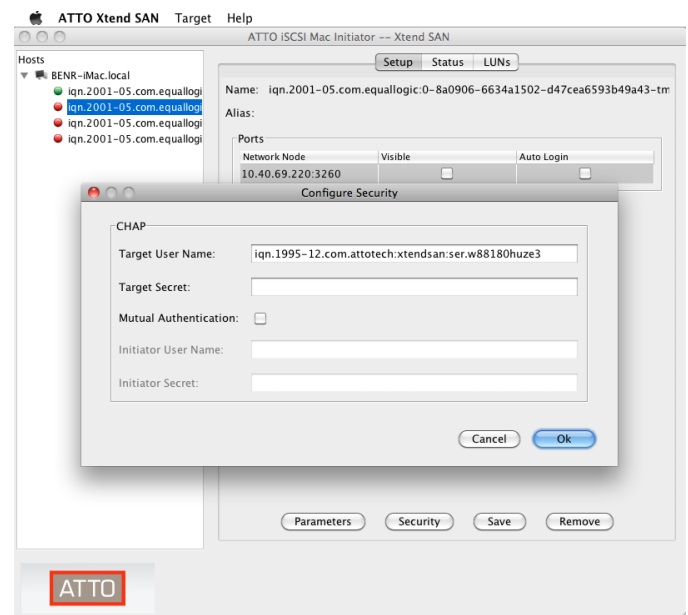 ATTO Xtend SAN Target Help
ATTO iSCSI Mac Initiator -- Xtend SAN
Hosts
BENR-iMac.local
iqn.2001-05.com.equallogi
iqn.2001-05.com.equallogi
iqn.2001-05.com.equallogi
iqn.2001-05.com.equallogi
Setup Status LUNs
Name: iqn.2001-05.com.equallogic:0-8a0906-6634a1502-d47cea6593b49a43-tm
Alias:
Ports
Network Node Visible Auto Login
10.40.69.220:3260
Configure Security
CHAP
Target User Name: iqn.1995-12.com.attotech:xtendsan:ser.w88180huze3
Target Secret:
Mutual Authentication:
Initiator User Name:
Initiator Secret:
Cancel Ok
Parameters Security Save Remove
ATTO